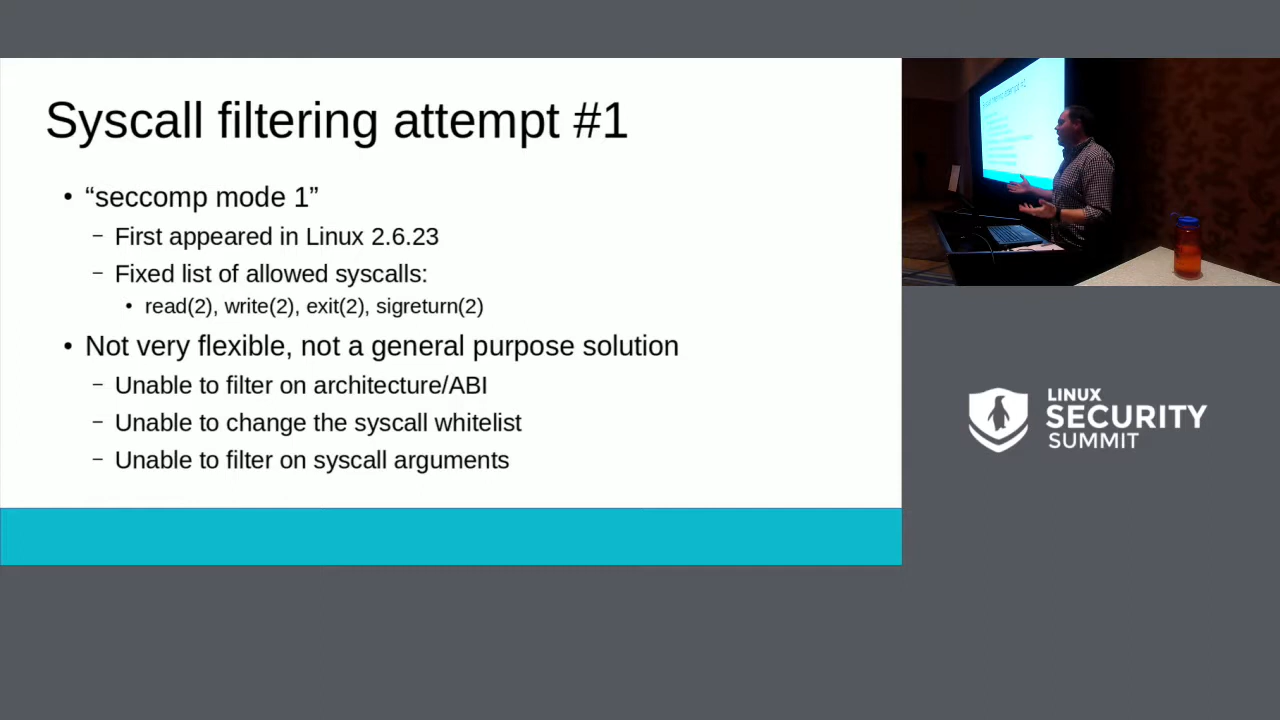 Syscall filtering attempt #1
• “seccomp mode 1”
– First appeared in Linux 2.6.23
– Fixed list of allowed syscalls:
• read(2), write(2), exit(2), sigreturn(2)
• Not very flexible, not a general purpose solution
– Unable to filter on architecture/ABI
– Unable to change the syscall whitelist
– Unable to filter on syscall arguments
LINUX
SECURITY
SUMMIT